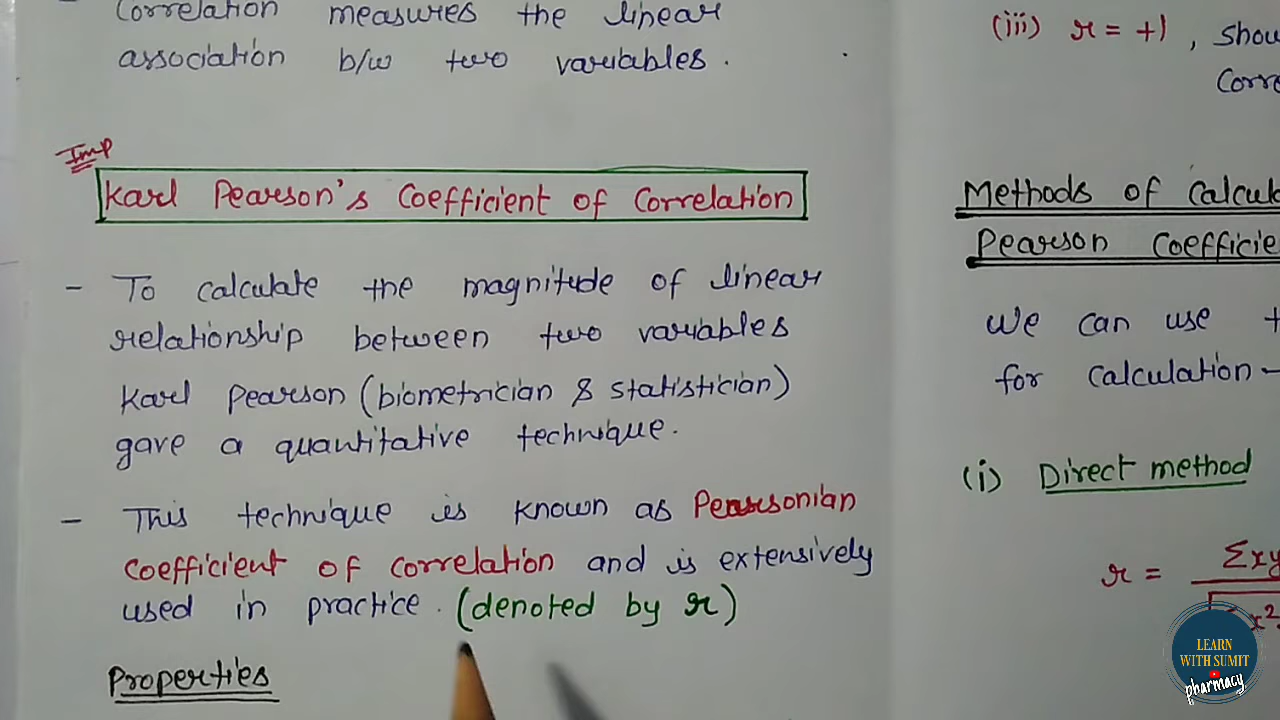 Correlation measures the linear
association b/w two variables.
Imp
Karl Pearson's Coefficient of Correlation
- To calculate the magnitude of linear
relationship between two variables
Karl Pearson (biometrician & statistician)
gave a quantitative technique.
- This technique is known as Pearsonian
coefficient of correlation and is extensively
used in practice. (denoted by r)
Properties
(iii) r = +1, Shou
Corre
Methods of Calcul
Pearson Coefficie
We can use t
for calculation -
(i) Direct method
r = Σxy
x²
LEARN
WITH SUMIT
pharmacy